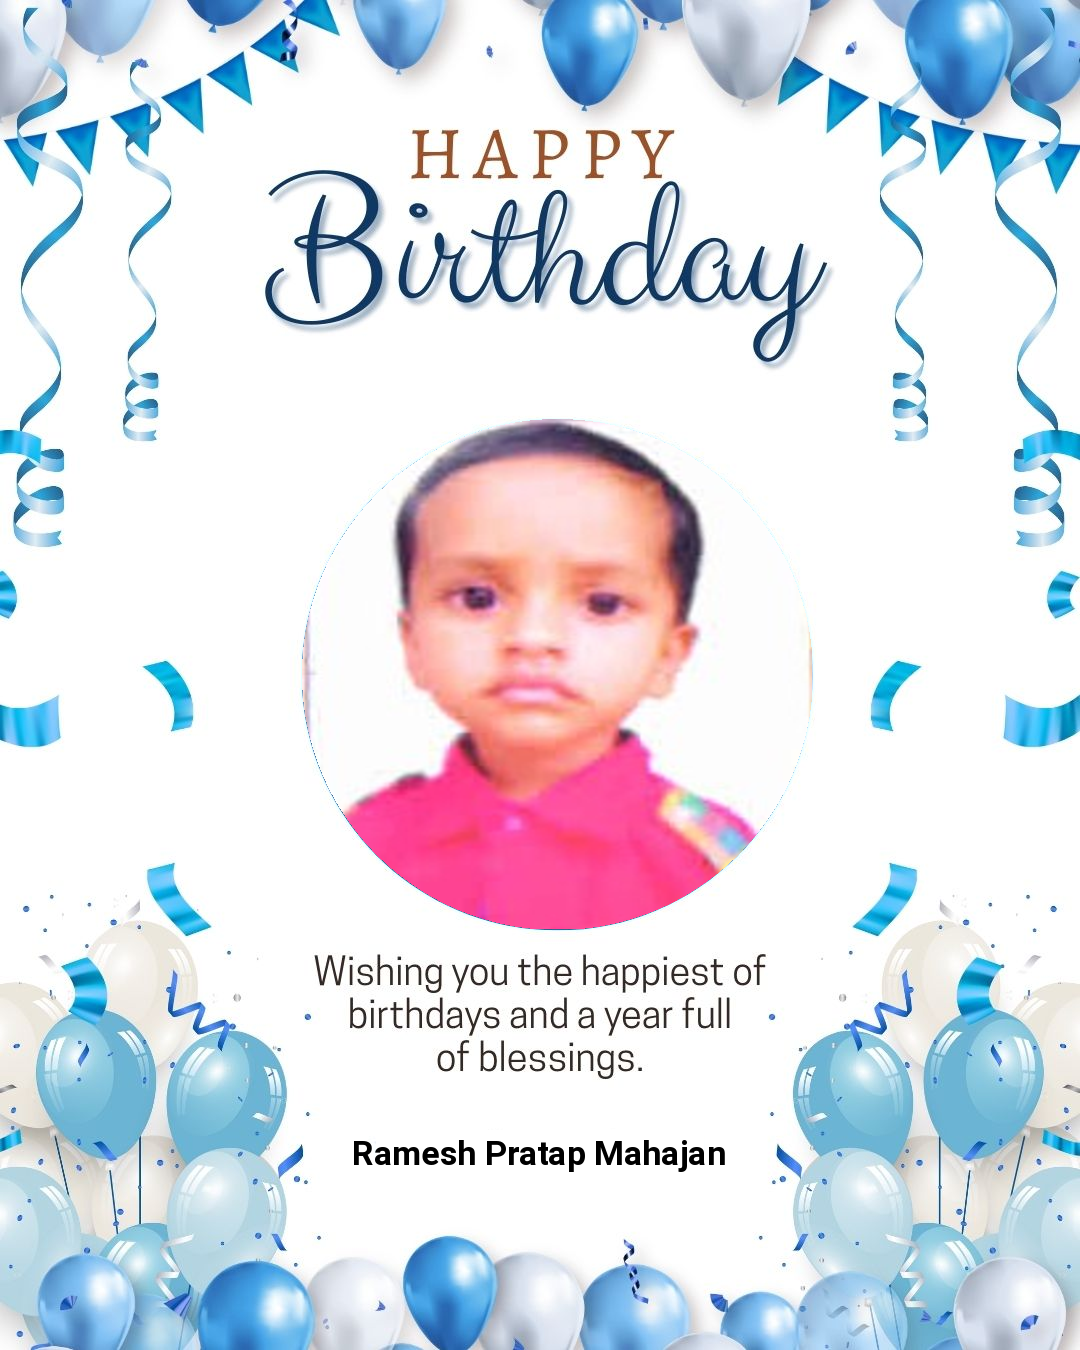 HAPPY
Birthday
Wishing you the happiest of
birthdays and a year full
of blessings.
Ramesh Pratap Mahajan